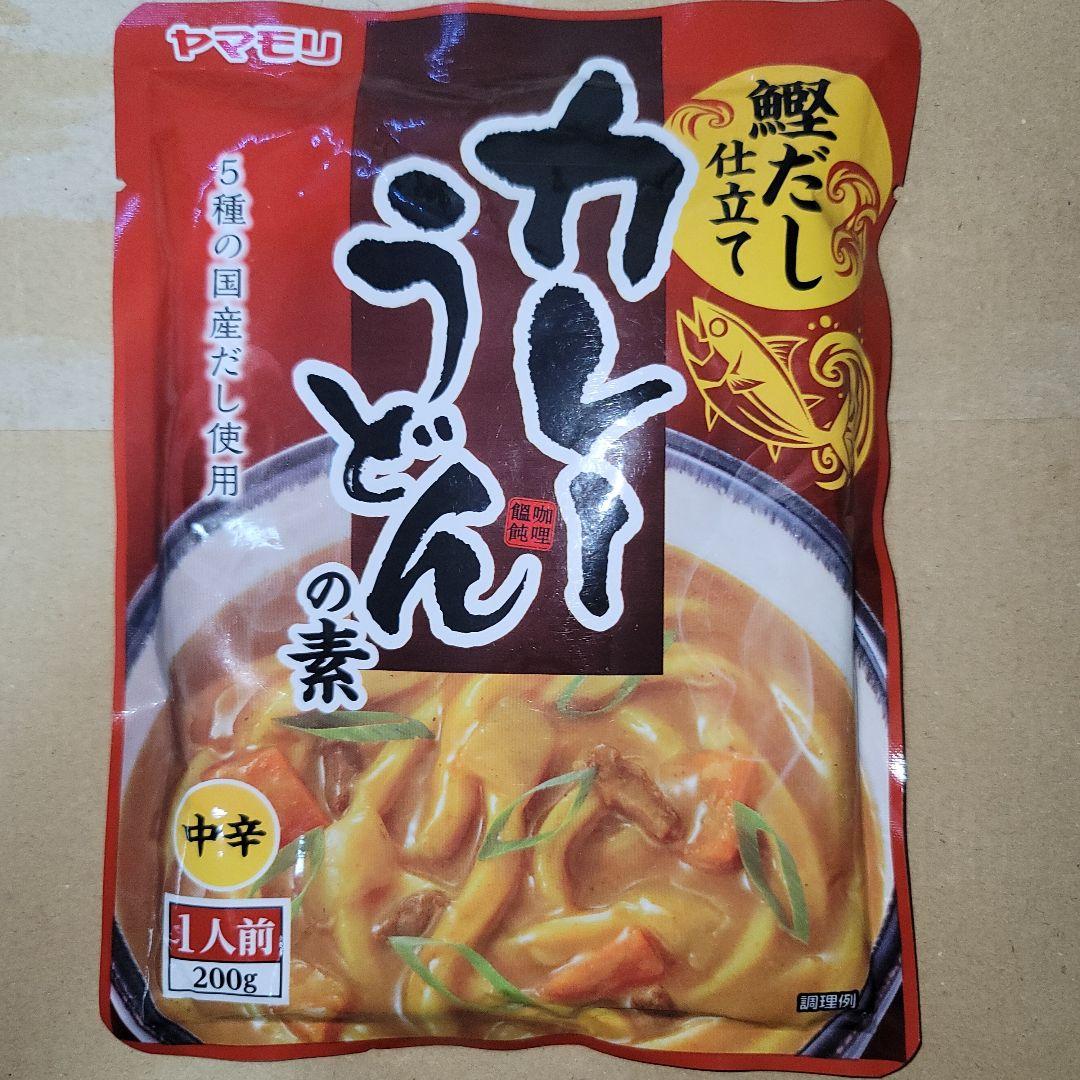 ヤマモリ
鰹だし
仕立て
カレー
うどん
の素
咖哩
饂飩
5種の国産だし使用
中辛
1人前
200g
調理例